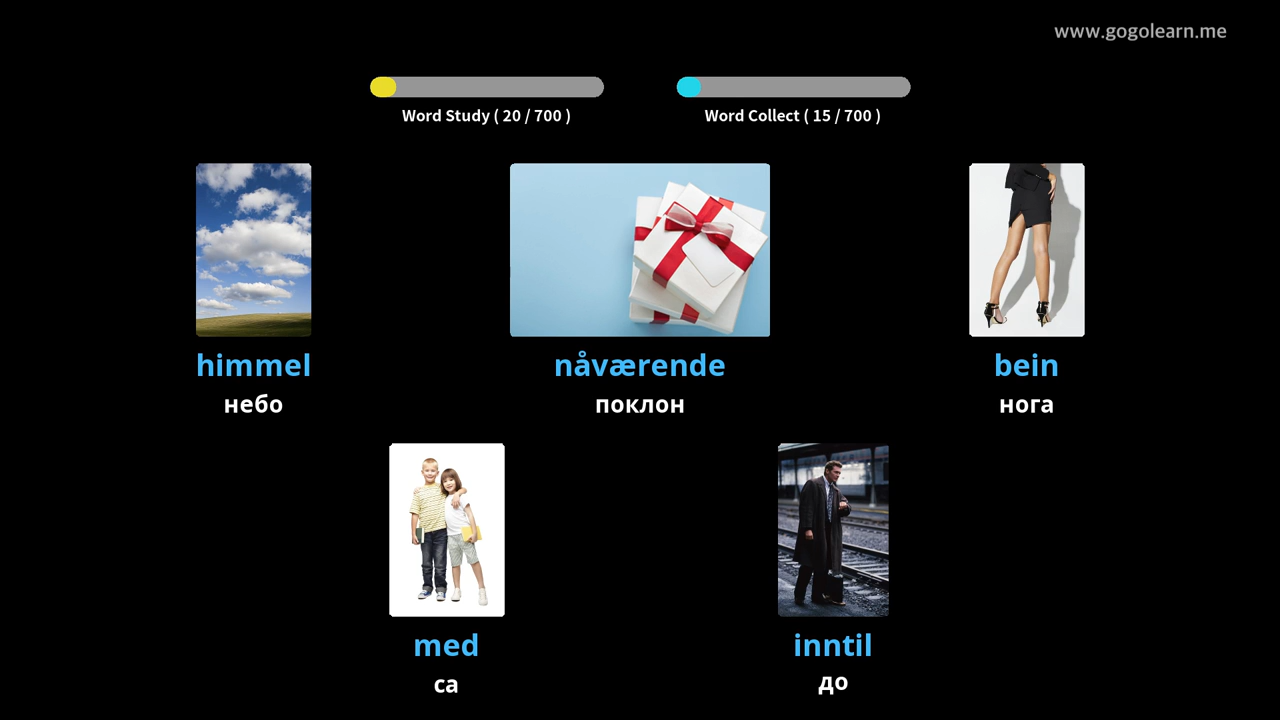 www.gogolearn.me
Word Study ( 20 / 700 )
Word Collect ( 15 / 700 )
himmel
небо
nåværende
поклон
bein
нога
med
са
inntil
до